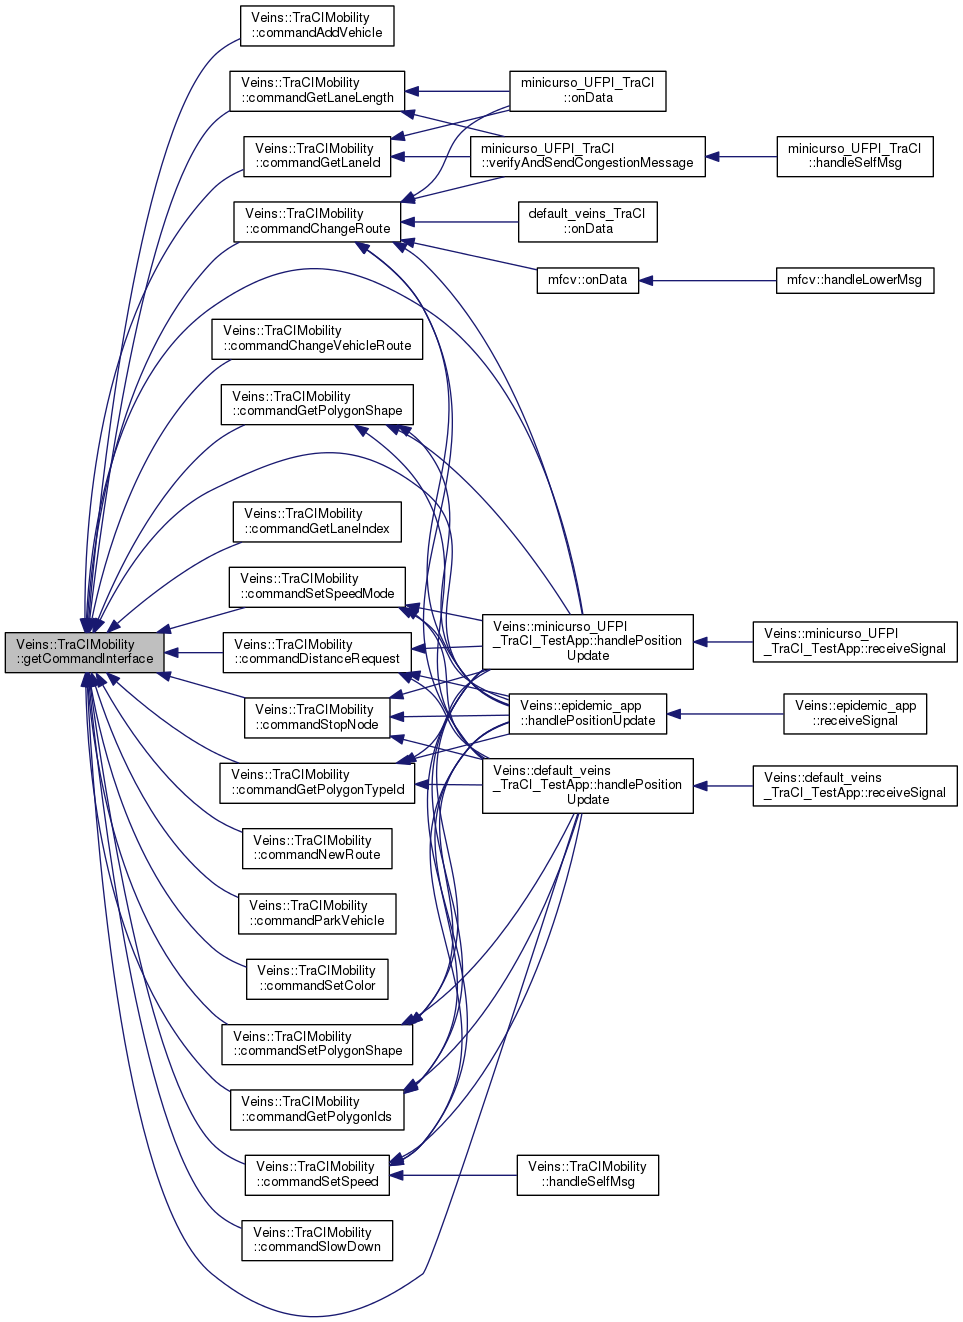 Veins::TraCIMobility
::getCommandInterface
Veins::TraCIMobility
::commandAddVehicle
Veins::TraCIMobility
::commandGetLaneLength
Veins::TraCIMobility
::commandGetLaneId
Veins::TraCIMobility
::commandChangeRoute
Veins::TraCIMobility
::commandChangeVehicleRoute
Veins::TraCIMobility
::commandGetPolygonShape
Veins::TraCIMobility
::commandGetLaneIndex
Veins::TraCIMobility
::commandSetSpeedMode
Veins::TraCIMobility
::commandDistanceRequest
Veins::TraCIMobility
::commandStopNode
Veins::TraCIMobility
::commandGetPolygonTypeId
Veins::TraCIMobility
::commandNewRoute
Veins::TraCIMobility
::commandParkVehicle
Veins::TraCIMobility
::commandSetColor
Veins::TraCIMobility
::commandSetPolygonShape
Veins::TraCIMobility
::commandGetPolygonIds
Veins::TraCIMobility
::commandSetSpeed
Veins::TraCIMobility
::commandSlowDown
minicurso_UFPI_TraCI
::onData
minicurso_UFPI_TraCI
::verifyAndSendCongestionMessage
default_veins_TraCI
::onData
mfcv::onData
Veins::minicurso_UFPI
_TraCI_TestApp::handlePosition
Update
Veins::epidemic_app
::handlePositionUpdate
Veins::default_veins
_TraCI_TestApp::handlePosition
Update
Veins::TraCIMobility
::handleSelfMsg
minicurso_UFPI_TraCI
::handleSelfMsg
mfcv::handleLowerMsg
Veins::minicurso_UFPI
_TraCI_TestApp::receiveSignal
Veins::epidemic_app
::receiveSignal
Veins::default_veins
_TraCI_TestApp::receiveSignal